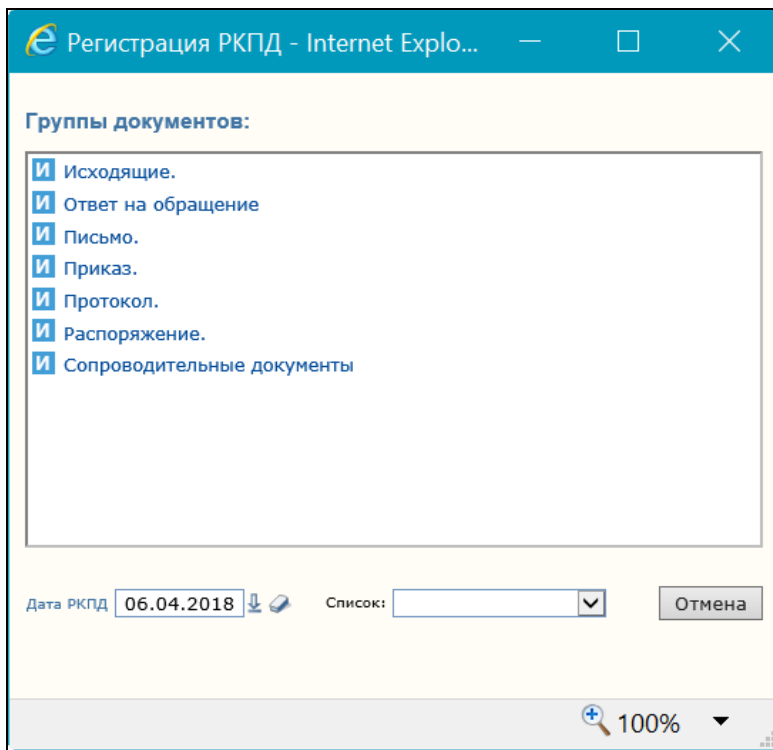 Регистрация РКПД - Internet Explo...
Группы документов:
И Исходящие.
И Ответ на обращение
И Письмо.
И Приказ.
И Протокол.
И Распоряжение.
И Сопроводительные документы
Дата РКПД 06.04.2018 Список: Отмена
100%